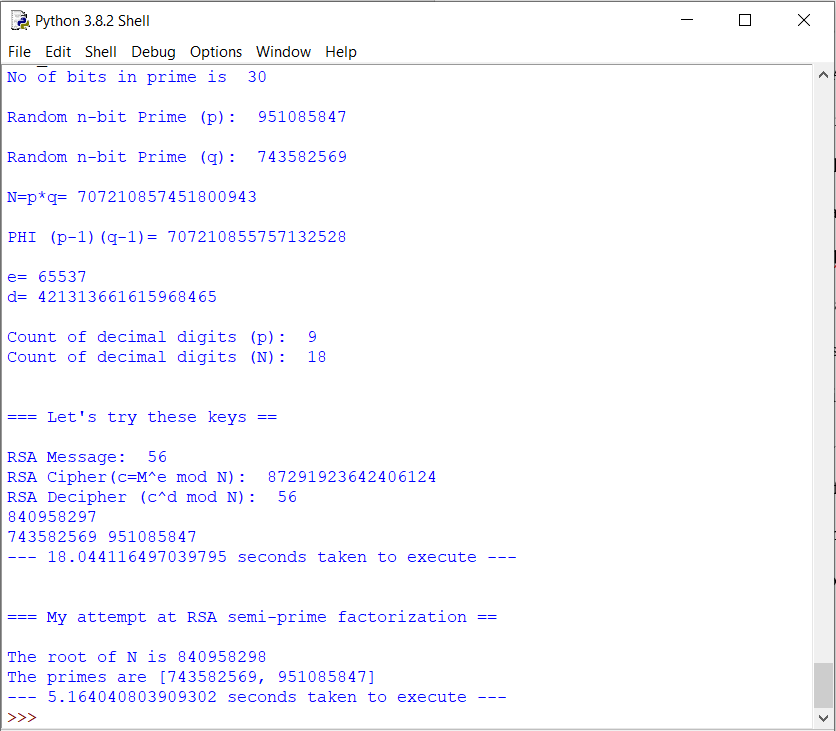 Python 3.8.2 Shell
File Edit Shell Debug Options Window Help
No of bits in prime is  30
Random n-bit Prime (p):  951085847
Random n-bit Prime (q):  743582569
N=p*q= 707210857451800943
PHI (p-1)(q-1)= 707210855757132528
e= 65537
d= 421313661615968465
Count of decimal digits (p):  9
Count of decimal digits (N):  18
=== Let's try these keys ==
RSA Message:  56
RSA Cipher(c=M^e mod N):  87291923642406124
RSA Decipher (c^d mod N):  56
840958297
743582569 951085847
--- 18.044116497039795 seconds taken to execute ---
=== My attempt at RSA semi-prime factorization ==
The root of N is 840958298
The primes are [743582569, 951085847]
--- 5.164040803909302 seconds taken to execute ---
>>>